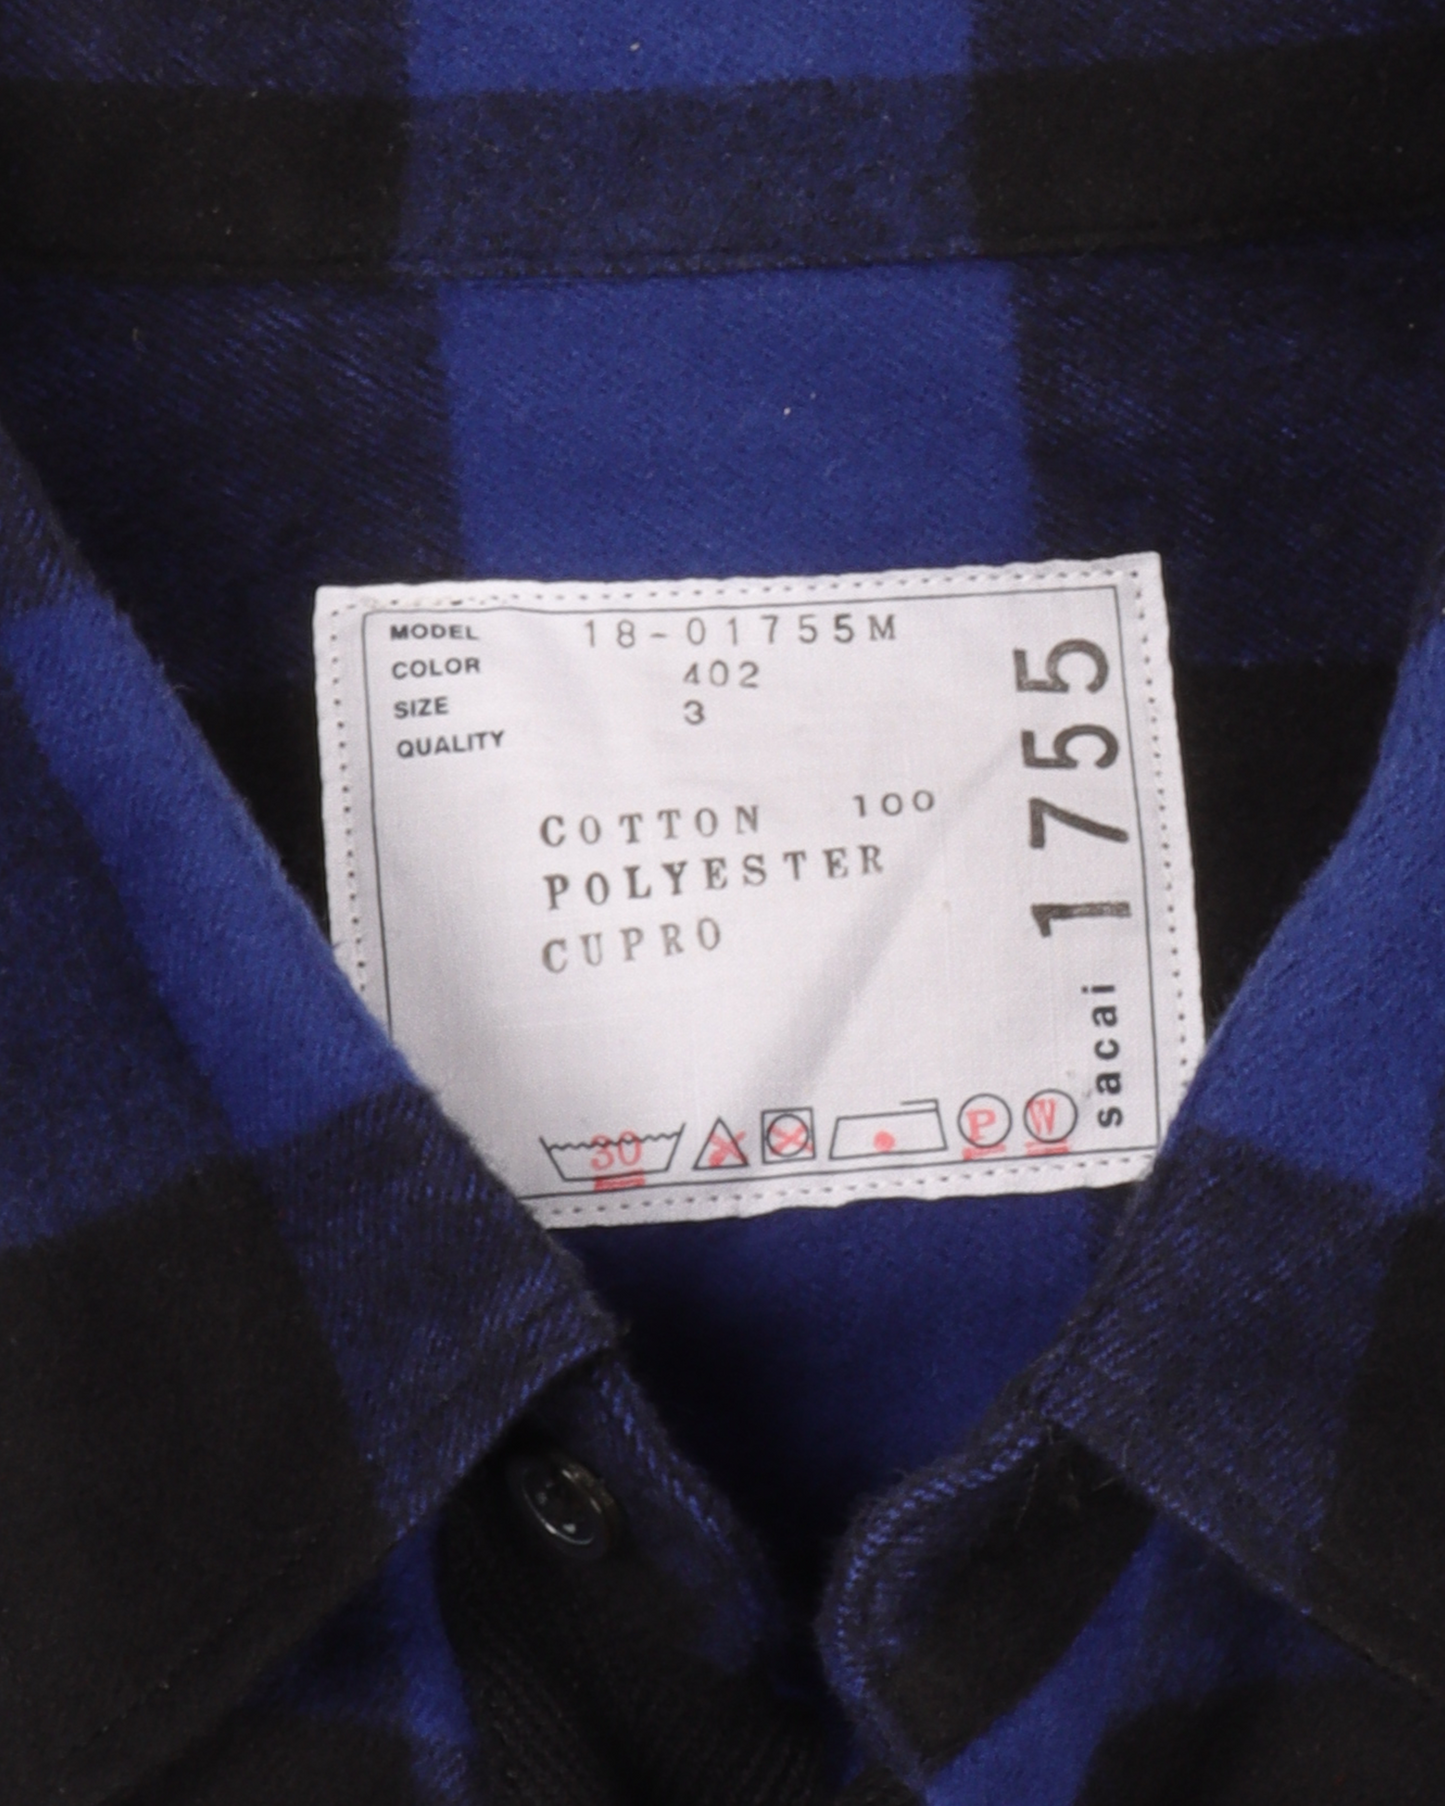 MODEL 18-01755M
COLOR 402
SIZE 3
QUALITY
COTTON 100
POLYESTER
CUPRO
30
P
W
sacai 1755